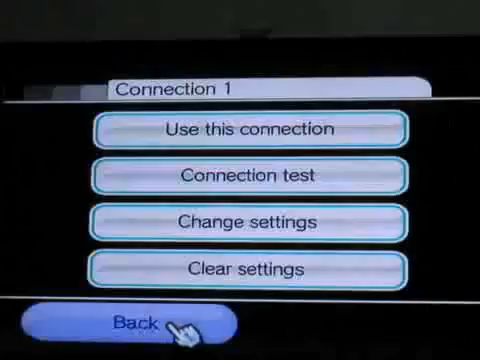 Connection 1
Use this connection
Connection test
Change settings
Clear settings
Back